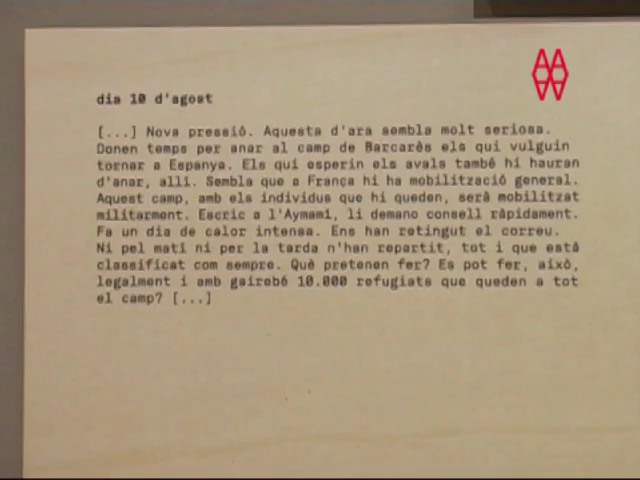 dia 10 d'agost
[...] Nova pressió. Aquesta d'ara sembla molt seriosa.
Donen temps per anar al camp de Barcarès els qui vulguin
tornar a Espanya. Els qui esperin els avals també hi hauran
d'anar, allí. Sembla que a França hi ha mobilització general.
Aquest camp, amb els individus que hi queden, serà mobilitzat
militarment. Escric a l'Aymamí, li demano consell ràpidament.
Fa un dia de calor intensa. Ens han retingut el correu.
Ni pel matí ni per la tarda n'han repartit, tot i que està
classificat com sempre. Què pretenen fer? Es pot fer, això,
legalment i amb gairebé 10.000 refugiats que queden a tot
el camp? [...]